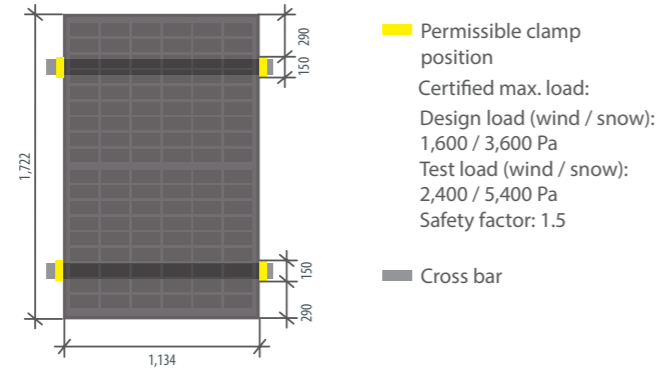 290
150
1,722
150
290
1,134
Permissible clamp
position
Certified max. load:
Design load (wind / snow):
1,600 / 3,600 Pa
Test load (wind / snow):
2,400 / 5,400 Pa
Safety factor: 1.5
Cross bar